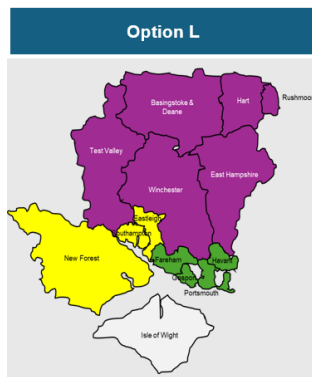 Option L
Basingstoke &
Deane
Hart
Rushmoor
Test Valley
East Hampshire
Winchester
Eastleigh
Southampton
New Forest
Fareham
Havant
Gosport
Portsmouth
Isle of Wight